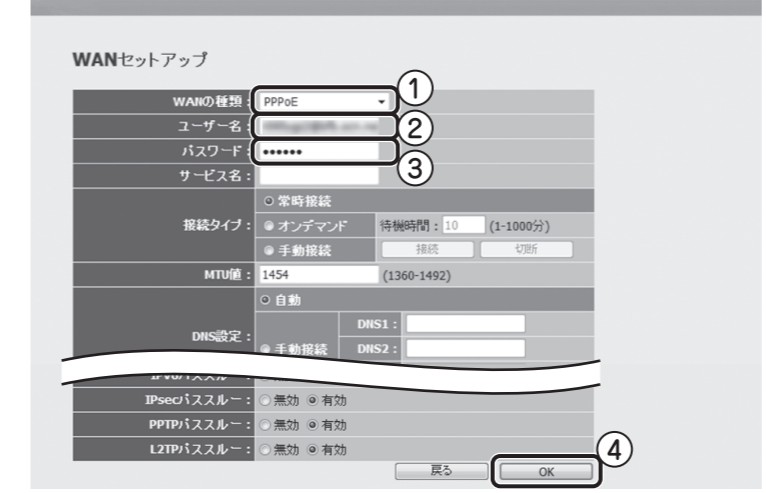 WANセットアップ
WANの種類： PPPoE ①
ユーザー名： ②
パスワード： •••••• ③
サービス名：
接続タイプ： 常時接続
オンデマンド 待機時間：10 (1-1000分)
手動接続 接続 切断
MTU値： 1454 (1360-1492)
DNS設定： 自動
手動接続 DNS1：
DNS2：
IPsecパススルー： 無効 有効
PPTPパススルー： 無効 有効
L2TPパススルー： 無効 有効
戻る OK ④